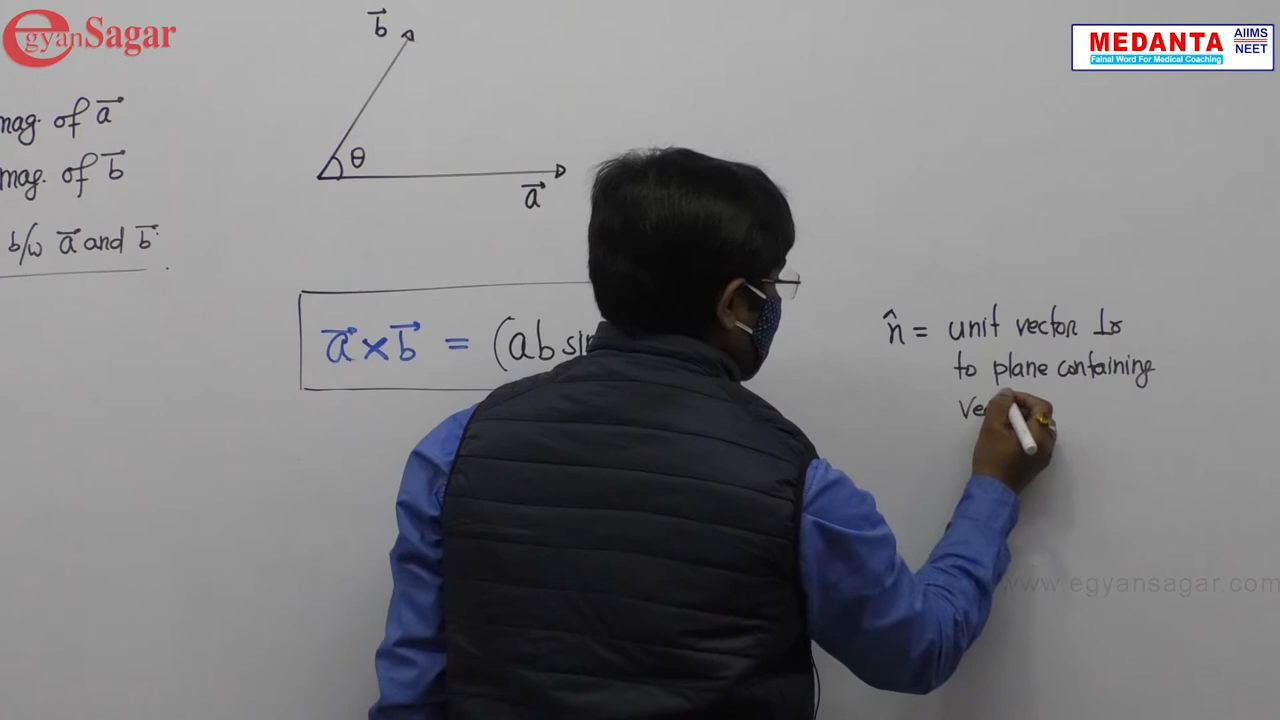 egyanSagar
MEDANTA
AIIMS
NEET
Fainal Word For Medical Coaching
mag. of a⃗
mag. of b⃗
b/w a⃗ and b⃗
b⃗
θ
a⃗
a⃗ × b⃗ = (ab sin
n̂ = unit vector ⊥r
to plane containing
Ve
www.egyansagar.com